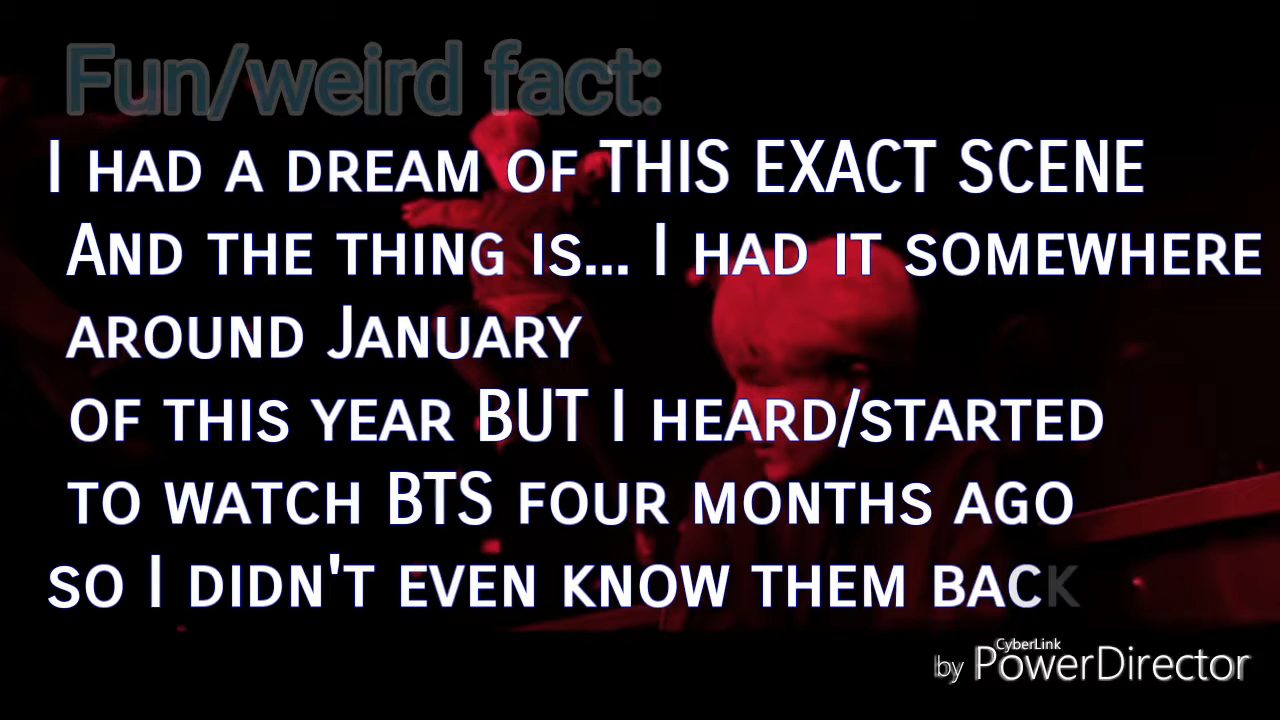 Fun/weird fact:
I had a dream of THIS EXACT SCENE
And the thing is... I had it somewhere
around January
of this year BUT I heard/started
to watch BTS four months ago
so I didn't even know them back
CyberLink
by PowerDirector